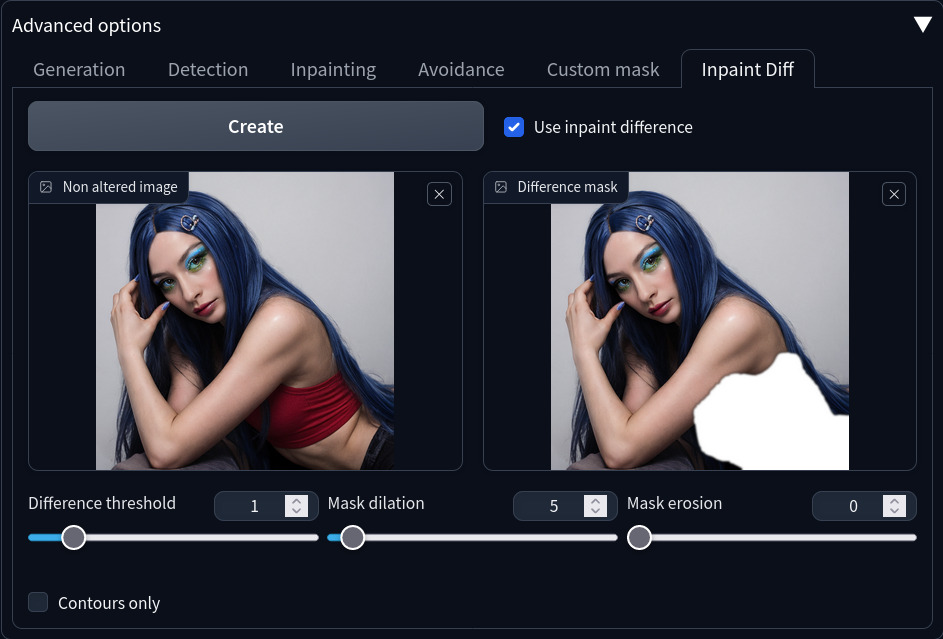 Advanced options
Generation Detection Inpainting Avoidance Custom mask Inpaint Diff
Create Use inpaint difference
Non altered image Difference mask
Difference threshold 1 Mask dilation 5 Mask erosion 0
Contours only